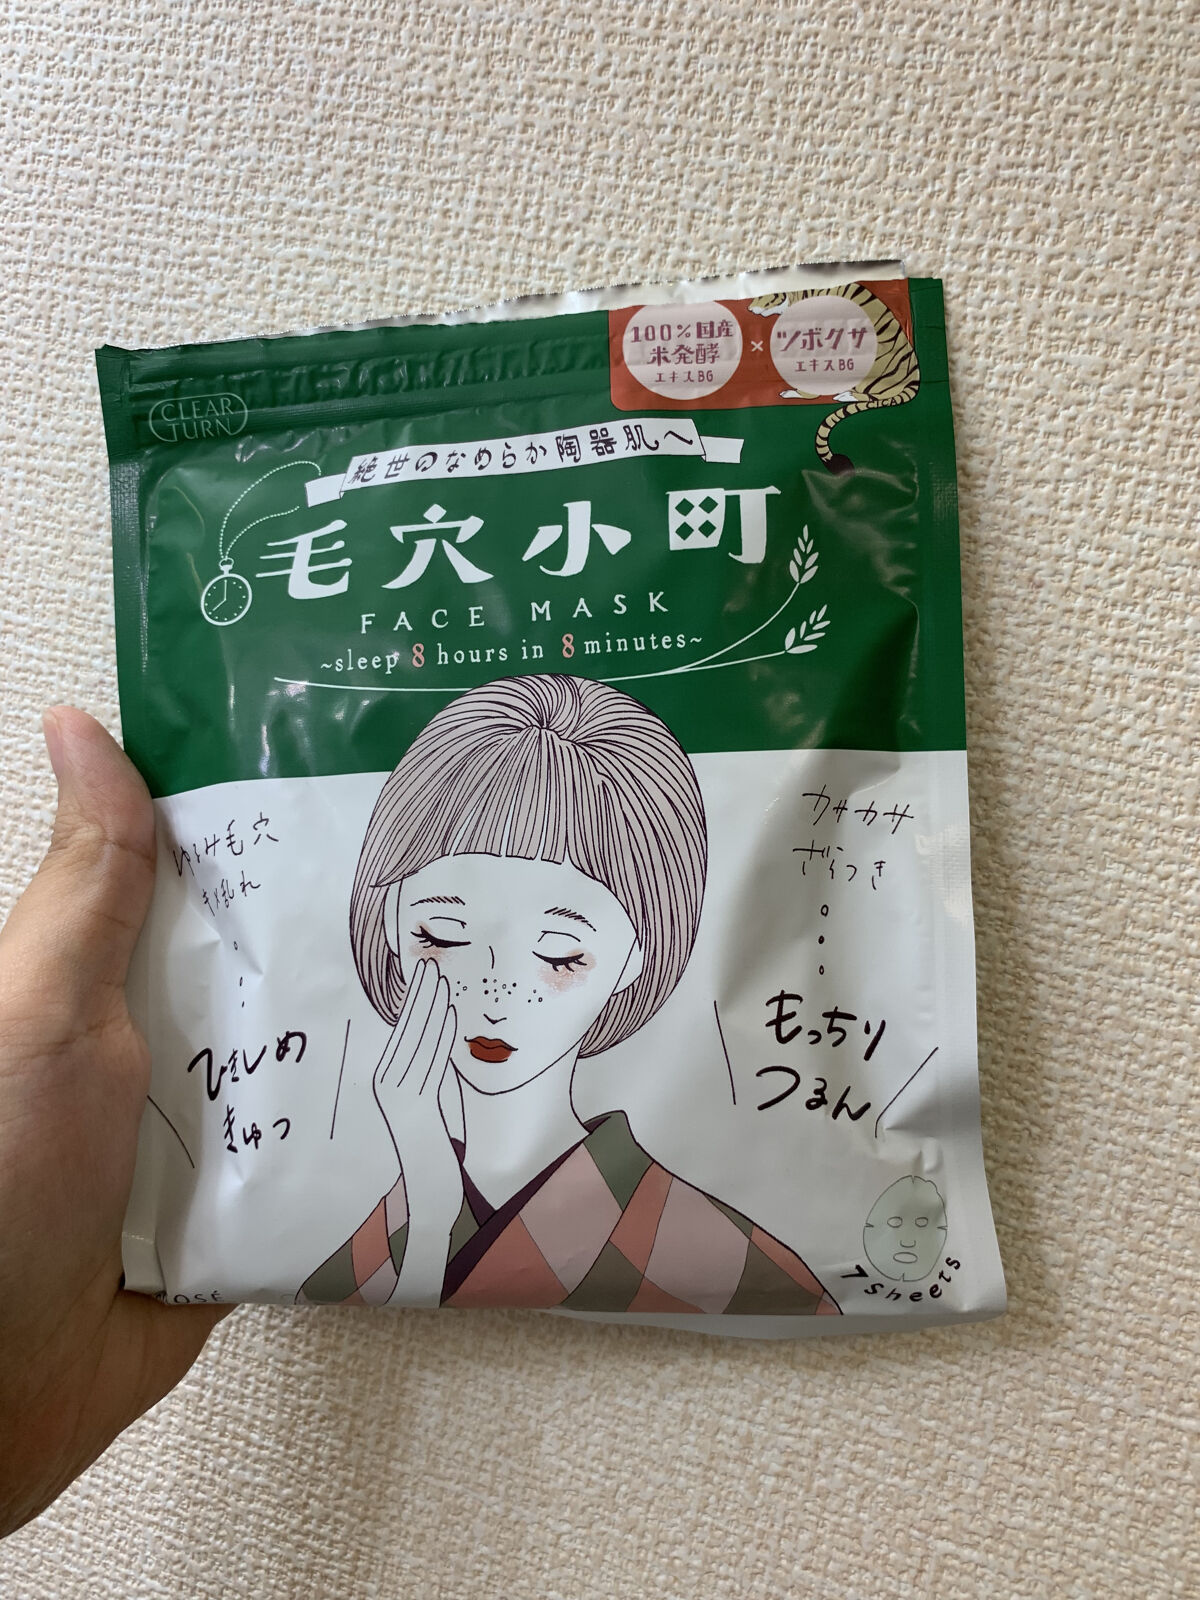 100%国産
米発酵
エキスBG
×
ツボクサ
エキスBG
CICA
CLEAR
TURN
絶世のなめらか陶器肌へ
毛穴小町
FACE MASK
~sleep 8 hours in 8 minutes~
ゆるみ毛穴
キメ乱れ
ひきしめ
きゅっ
カサカサ
ざらつき
もっちり
つるん
7 sheets
KOSÉ